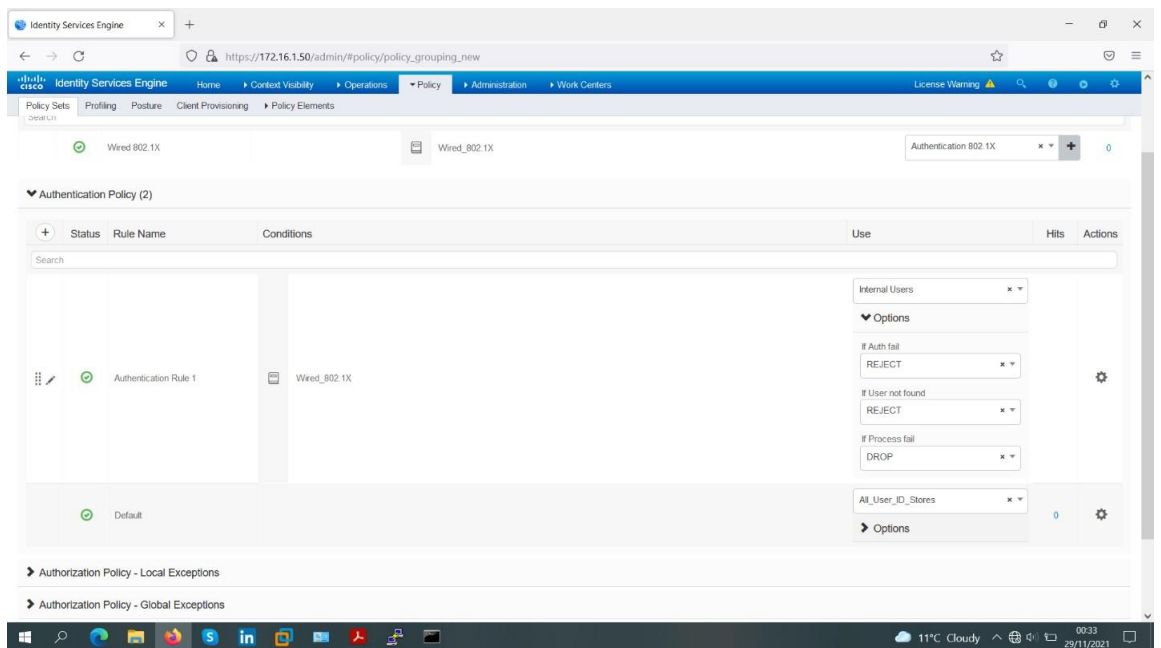 Identity Services Engine
https://172.16.1.50/admin/#policy/policy_grouping_new
cisco Identity Services Engine Home Context Visibility Operations Policy Administration Work Centers License Warning
Policy Sets Profiling Posture Client Provisioning Policy Elements
Search
Wired 802.1X Wired_802.1X Authentication 802.1X 0
Authentication Policy (2)
Status Rule Name Conditions Use Hits Actions
Search
Internal Users
Options
If Auth fail
REJECT
Authentication Rule 1 Wired_802.1X
If User not found
REJECT
If Process fail
DROP
All_User_ID_Stores
Default 0
Options
Authorization Policy - Local Exceptions
Authorization Policy - Global Exceptions
11°C Cloudy 00:33
29/11/2021